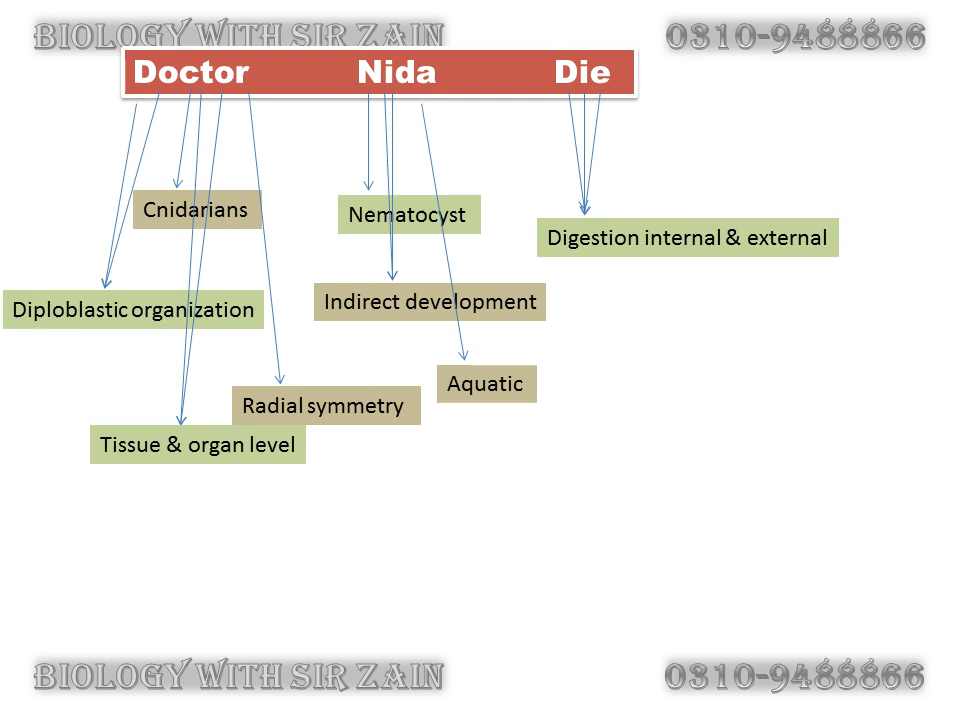 BIOLOGY WITH SIR ZAIN 0310-9488866
Doctor Nida Die
Cnidarians
Nematocyst
Digestion internal & external
Diploblastic organization
Indirect development
Aquatic
Radial symmetry
Tissue & organ level
BIOLOGY WITH SIR ZAIN 0310-9488866